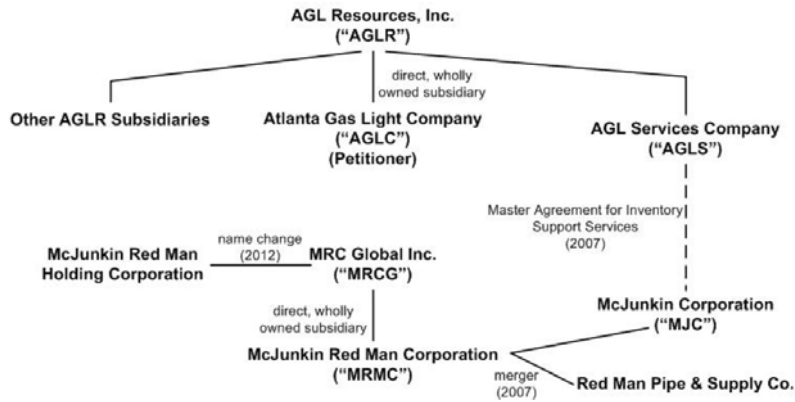 AGL Resources, Inc.
(“AGLR”)
direct, wholly
owned subsidiary
Other AGLR Subsidiaries
Atlanta Gas Light Company
(“AGLC”)
(Petitioner)
AGL Services Company
(“AGLS”)
Master Agreement for Inventory
Support Services
(2007)
McJunkin Red Man
Holding Corporation
name change
(2012)
MRC Global Inc.
(“MRCG”)
direct, wholly
owned subsidiary
McJunkin Corporation
(“MJC”)
McJunkin Red Man Corporation
(“MRMC”)
merger
(2007)
Red Man Pipe & Supply Co.